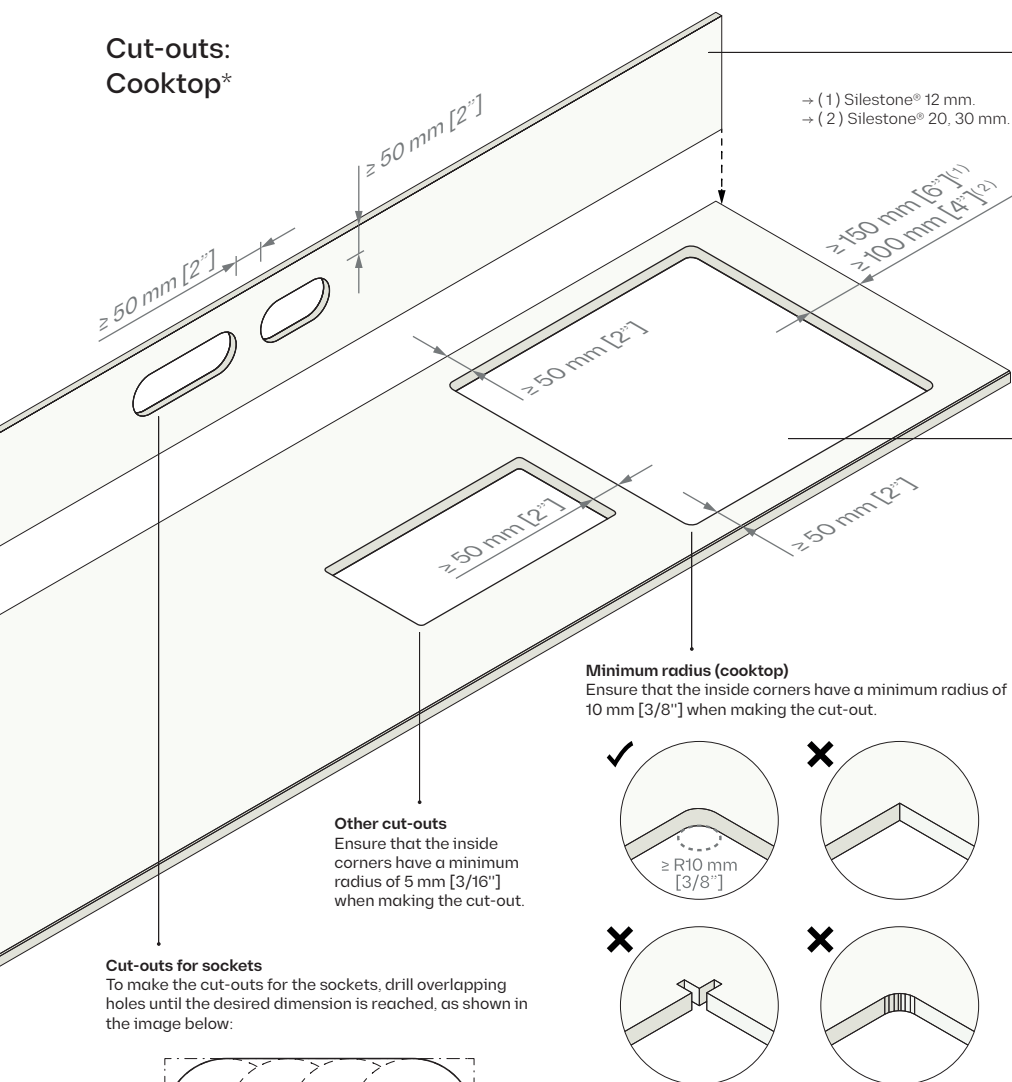 Cut-outs:
Cooktop*
→ (1) Silestone® 12 mm.
→ (2) Silestone® 20, 30 mm.
≥ 50 mm [2”]
≥ 150 mm [6”](1)
≥ 100 mm [4”](2)
≥ 50 mm [2”]
≥ 50 mm [2”]
≥ 50 mm [2”]
≥ 50 mm [2”]
Minimum radius (cooktop)
Ensure that the inside corners have a minimum radius of
10 mm [3/8"] when making the cut-out.
≥ R10 mm
[3/8”]
Other cut-outs
Ensure that the inside
corners have a minimum
radius of 5 mm [3/16"]
when making the cut-out.
Cut-outs for sockets
To make the cut-outs for the sockets, drill overlapping
holes until the desired dimension is reached, as shown in
the image below: